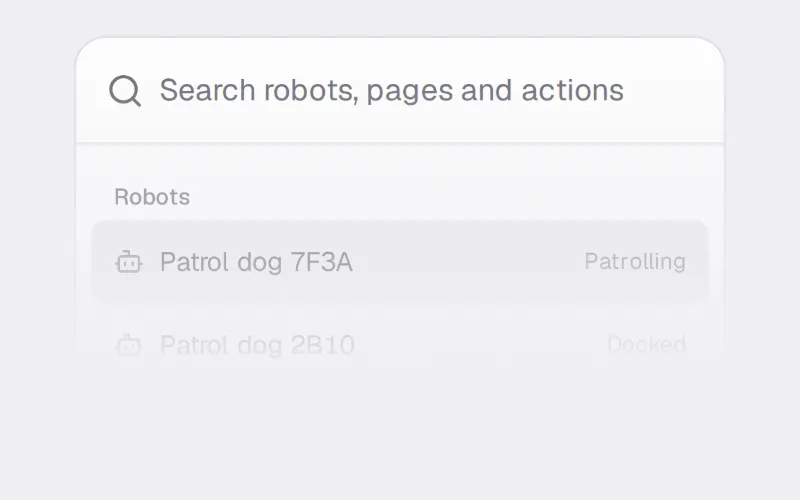 Search robots, pages and actions
Robots
Patrol dog 7F3A Patrolling
Patrol dog 2B10 Docked